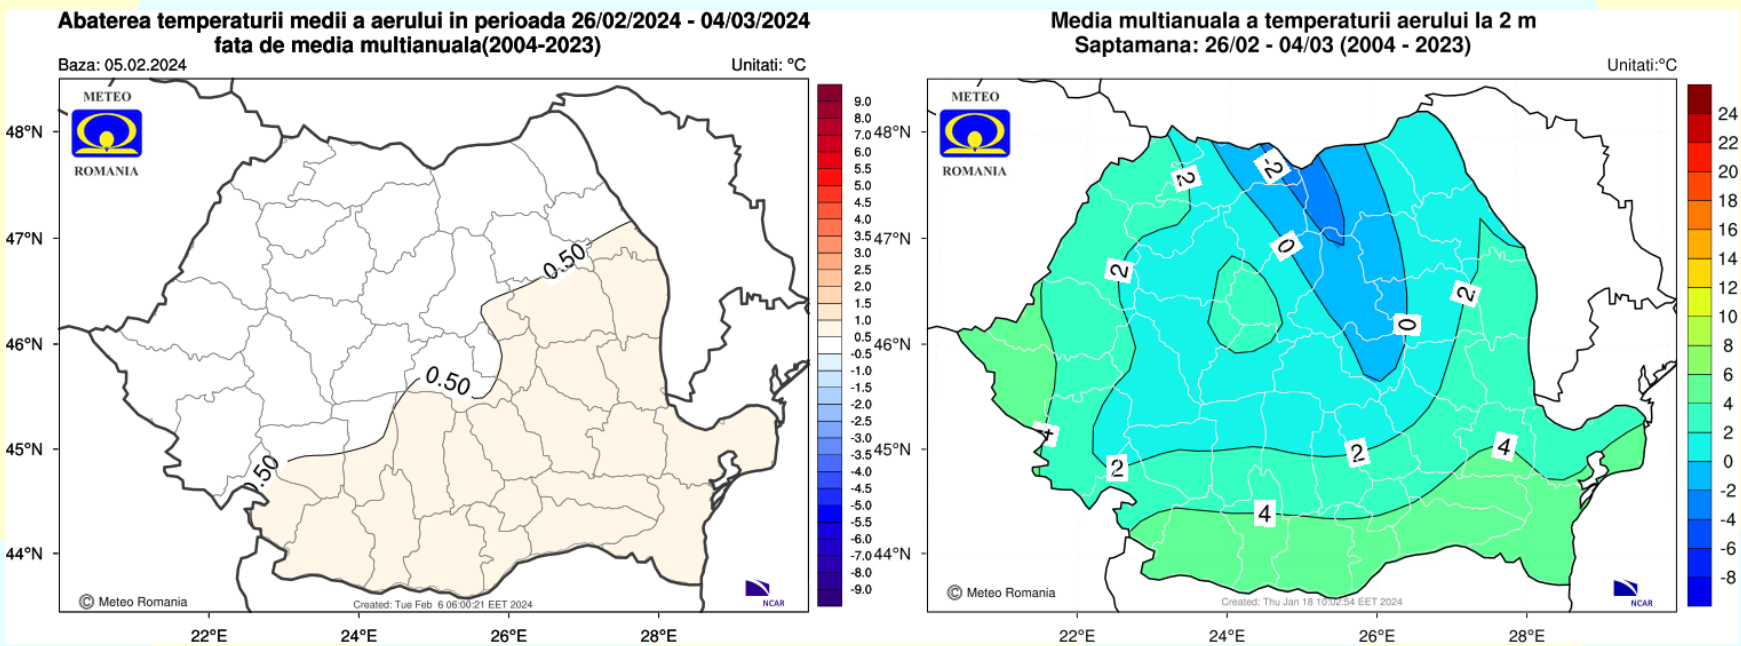 Abaterea temperaturii medii a aerului in perioada 26/02/2024 - 04/03/2024
fata de media multianuala(2004-2023)
Baza: 05.02.2024
Unitati: °C
METEO
ROMANIA
48°N
47°N
46°N
45°N
44°N
22°E
24°E
26°E
28°E
0.50
0.50
0.50
9.0
8.0
7.0
6.0
5.5
5.0
4.5
4.0
3.5
3.0
2.5
2.0
1.5
1.0
0.5
-0.5
-1.0
-1.5
-2.0
-2.5
-3.0
-3.5
-4.0
-4.5
-5.0
-5.5
-6.0
-7.0
-8.0
-9.0
© Meteo Romania
Created: Tue Feb 6 06:00:21 EET 2024
NCAR
Media multianuala a temperaturii aerului la 2 m
Saptamana: 26/02 - 04/03 (2004 - 2023)
Unitati:°C
METEO
ROMANIA
48°N
47°N
46°N
45°N
44°N
22°E
24°E
26°E
28°E
-2
2
0
2
2
0
4
2
2
4
4
24
22
20
18
16
14
12
10
8
6
4
2
0
-2
-4
-6
-8
© Meteo Romania
Created: Thu Jan 18 10:02:54 EET 2024
NCAR